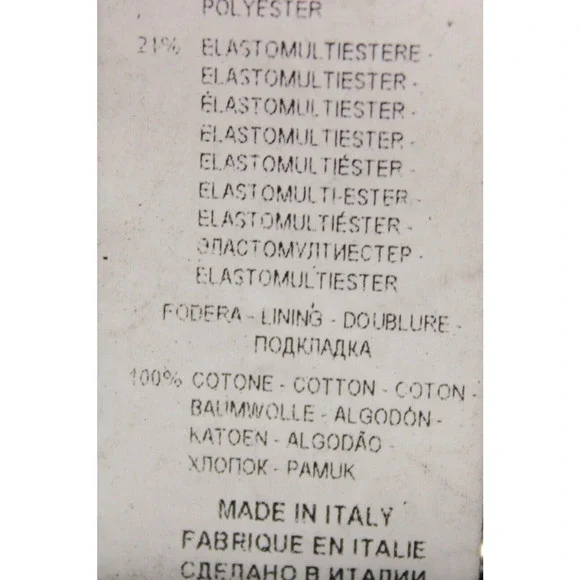 POLYESTER
21% ELASTOMULTIESTERE -
ELASTOMULTIESTER -
ÉLASTOMULTIESTER -
ELASTOMULTIESTER -
ELASTOMULTIÉSTER -
ELASTOMULTI-ESTER -
ELASTOMULTIÉSTER -
ЭЛАСТОМУЛТИЕСТЕР -
ELASTOMULTIESTER
FODERA - LINING - DOUBLURE -
ПОДКЛАДКА
100% COTONE - COTTON - COTON -
BAUMWOLLE - ALGODÓN -
KATOEN - ALGODÃO -
ХЛОПОК - PAMUK
MADE IN ITALY
FABRIQUE EN ITALIE
СДЕЛАНО В ИТАЛИИ